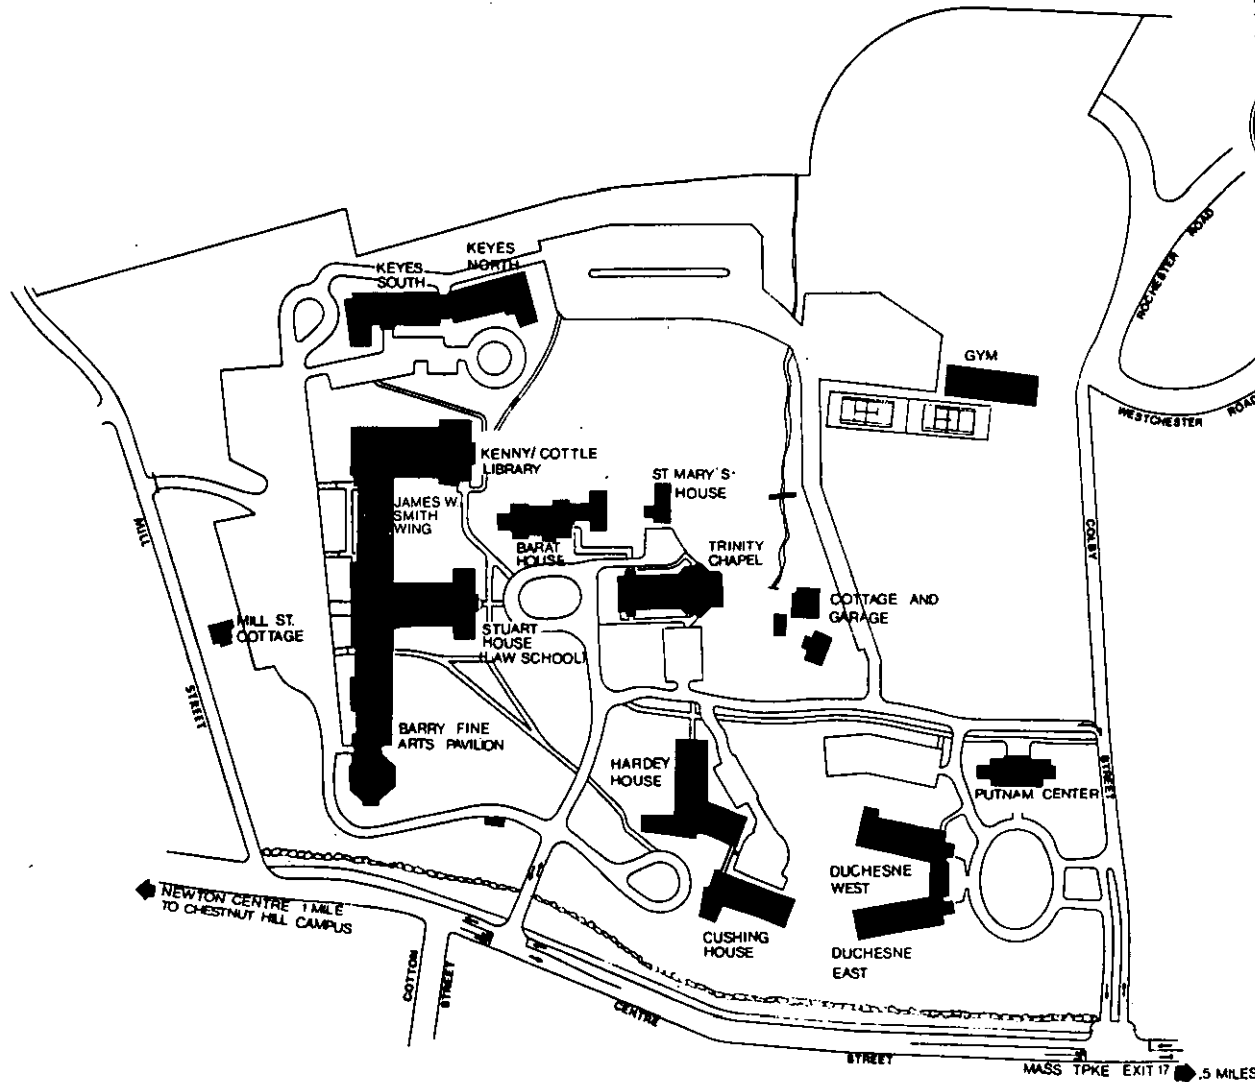 KEYES
NORTH
KEYES
SOUTH
ROCHESTER ROAD
GYM
WESTCHESTER ROAD
KENNY/COTTLE
LIBRARY
ST MARY'S
HOUSE
JAMES W.
SMITH
WING
MILL
STREET
COLBY
STREET
BARAT
HOUSE
TRINITY
CHAPEL
COTTAGE AND
GARAGE
MILL ST.
COTTAGE
STUART
HOUSE
(LAW SCHOOL)
BARRY FINE
ARTS PAVILION
HARDEY
HOUSE
PUTNAM CENTER
DUCHESNE
WEST
NEWTON CENTRE 1 MILE
TO CHESTNUT HILL CAMPUS
CUSHING
HOUSE
DUCHESNE
EAST
COTTON
STREET
CENTRE
STREET
MASS TPKE EXIT 17
.5 MILES